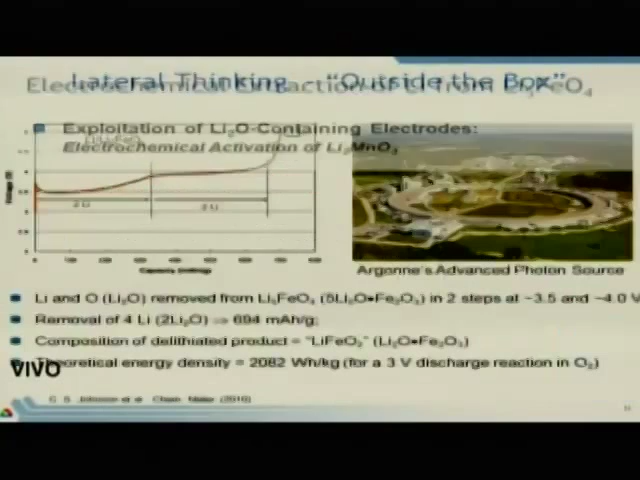 Lateral Thinking – "Outside the Box"
Electrochemical Extraction of Li from Li₅FeO₄
Exploitation of Li₂O-Containing Electrodes:
Electrochemical Activation of Li₂MnO₃
2 Li
2 Li
Argonne's Advanced Photon Source
Li and O (Li₂O) removed from Li₅FeO₄ (5Li₂O•Fe₂O₃) in 2 steps at ~3.5 and ~4.0 V
Removal of 4 Li (2Li₂O) ⇒ 694 mAh/g;
Composition of delithiated product = "LiFeO₂" (Li₂O•Fe₂O₃)
Theoretical energy density = 2082 Wh/kg (for a 3 V discharge reaction in O₂)
VIVO
C. S. Johnson et al. Chem. Mater. (2010)